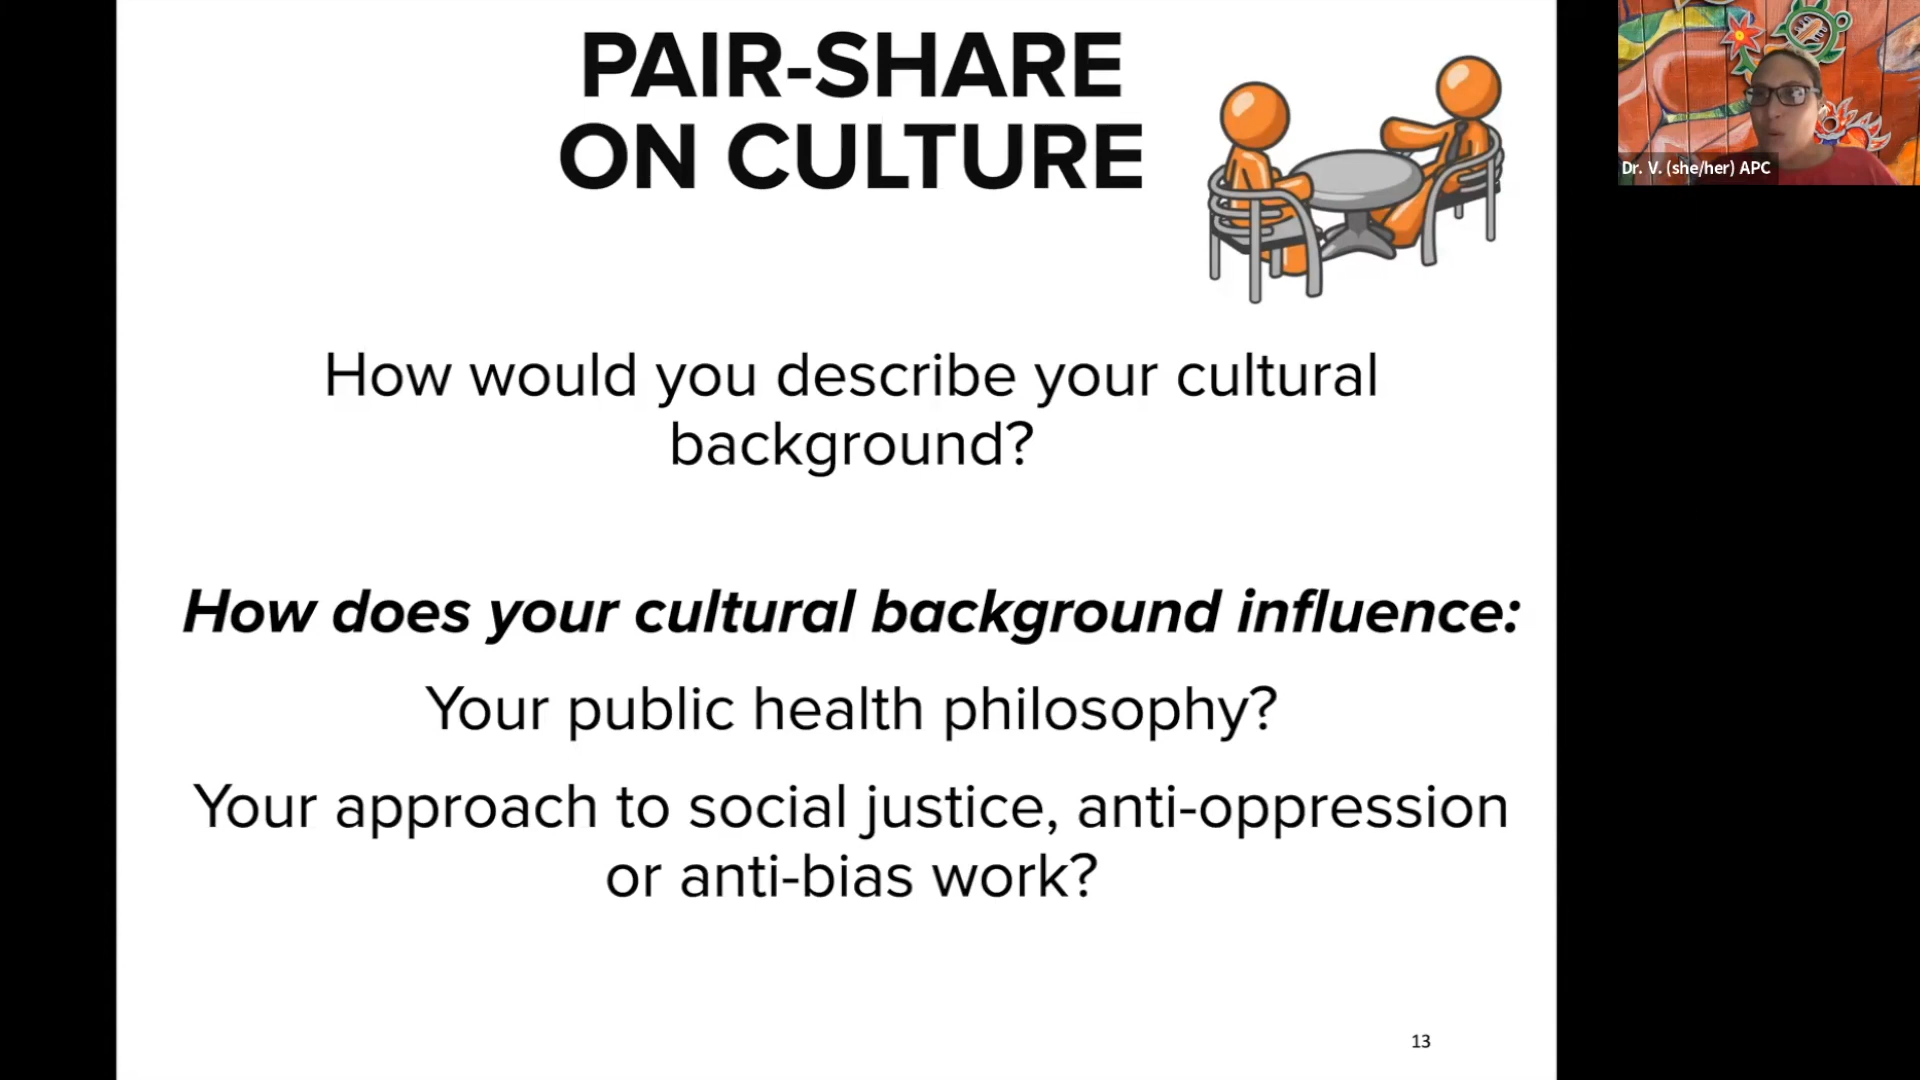 PAIR-SHARE
ON CULTURE
Dr. V. (she/her) APC
How would you describe your cultural
background?
How does your cultural background influence:
Your public health philosophy?
Your approach to social justice, anti-oppression
or anti-bias work?
13